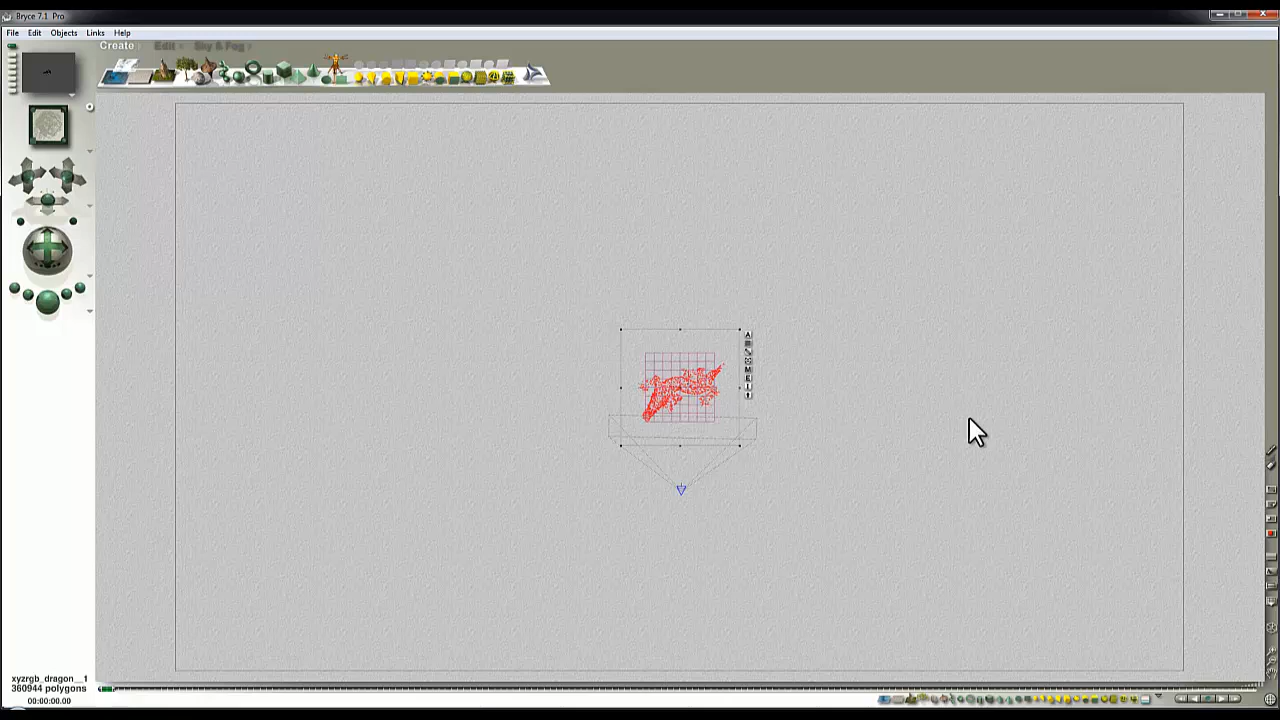 Bryce 7.1 Pro
File Edit Objects Links Help
Create Edit Sky & Fog
A
M
E
I
xyzrgb_dragon__1
360944 polygons
00:00:00.00